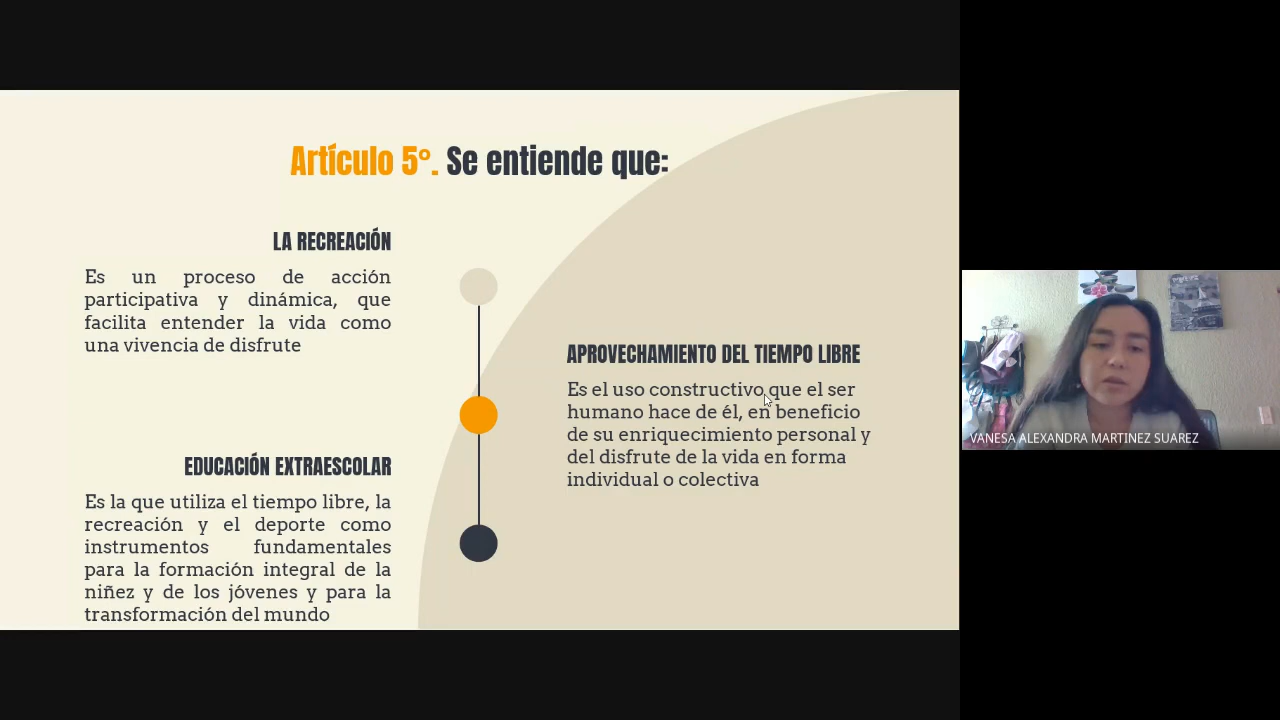 Artículo 5°. Se entiende que:
LA RECREACIÓN
Es un proceso de acción
participativa y dinámica, que
facilita entender la vida como
una vivencia de disfrute
APROVECHAMIENTO DEL TIEMPO LIBRE
Es el uso constructivo que el ser
humano hace de él, en beneficio
de su enriquecimiento personal y
del disfrute de la vida en forma
individual o colectiva
EDUCACIÓN EXTRAESCOLAR
Es la que utiliza el tiempo libre, la
recreación y el deporte como
instrumentos fundamentales
para la formación integral de la
niñez y de los jóvenes y para la
transformación del mundo
VANESA ALEXANDRA MARTINEZ SUAREZ